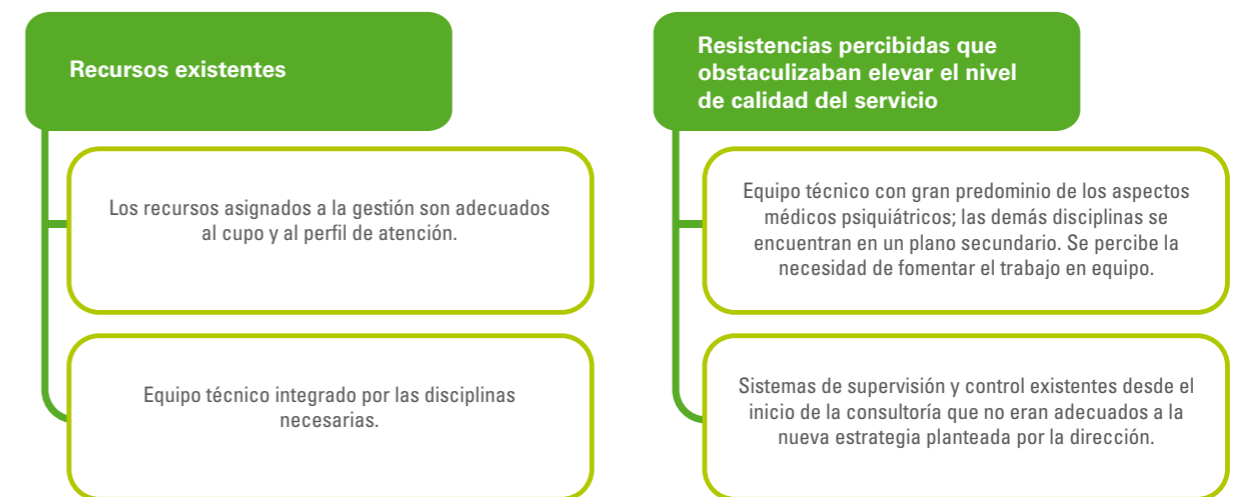 Recursos existentes
Los recursos asignados a la gestión son adecuados
al cupo y al perfil de atención.
Equipo técnico integrado por las disciplinas
necesarias.
Resistencias percibidas que
obstaculizaban elevar el nivel
de calidad del servicio
Equipo técnico con gran predominio de los aspectos
médicos psiquiátricos; las demás disciplinas se
encuentran en un plano secundario. Se percibe la
necesidad de fomentar el trabajo en equipo.
Sistemas de supervisión y control existentes desde el
inicio de la consultoría que no eran adecuados a la
nueva estrategia planteada por la dirección.